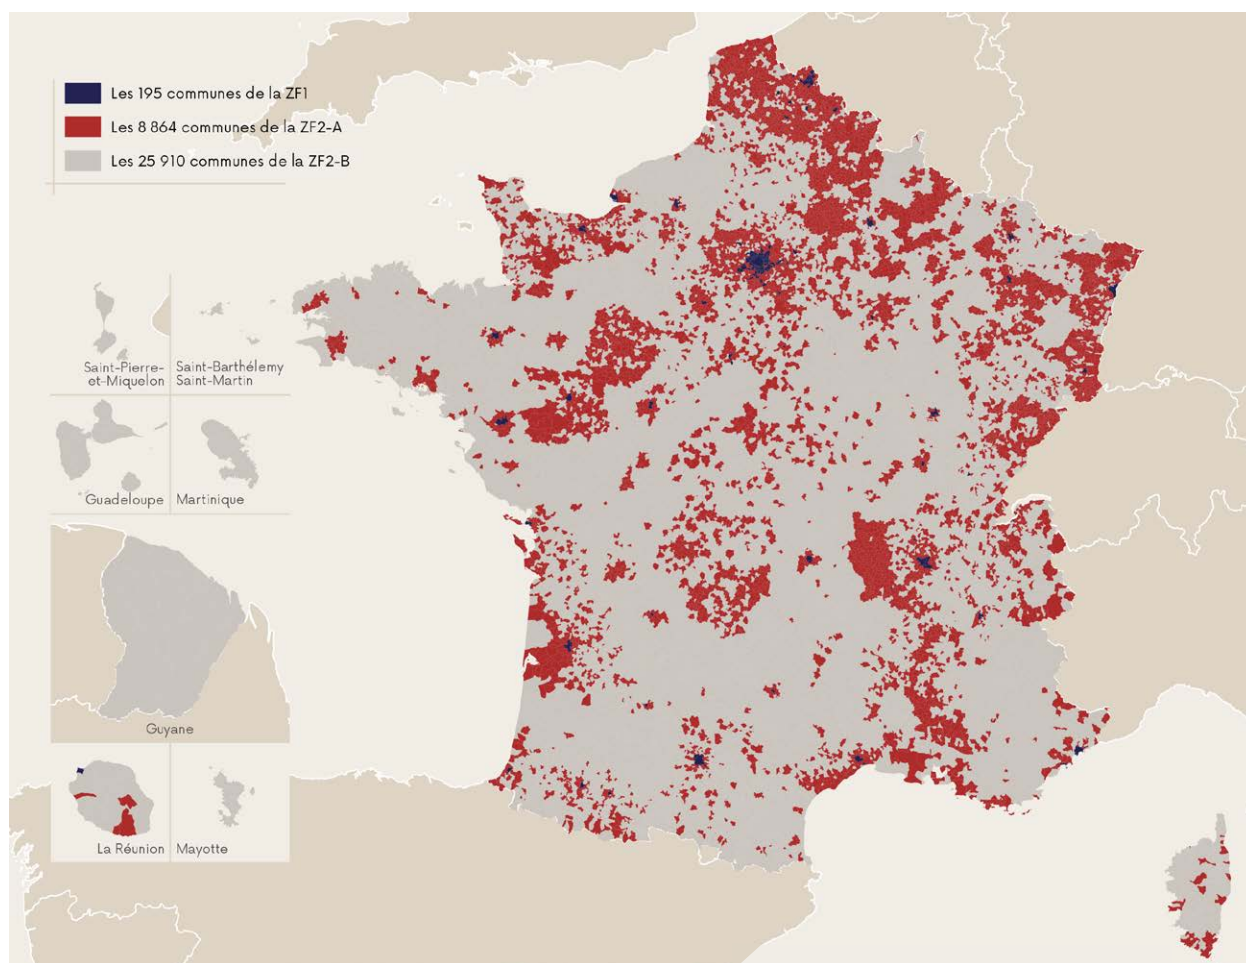 Les 195 communes de la ZF1
Les 8 864 communes de la ZF2-A
Les 25 910 communes de la ZF2-B
Saint-Pierre-
et-Miquelon
Saint-Barthélemy
Saint-Martin
Guadeloupe
Martinique
Guyane
La Réunion
Mayotte